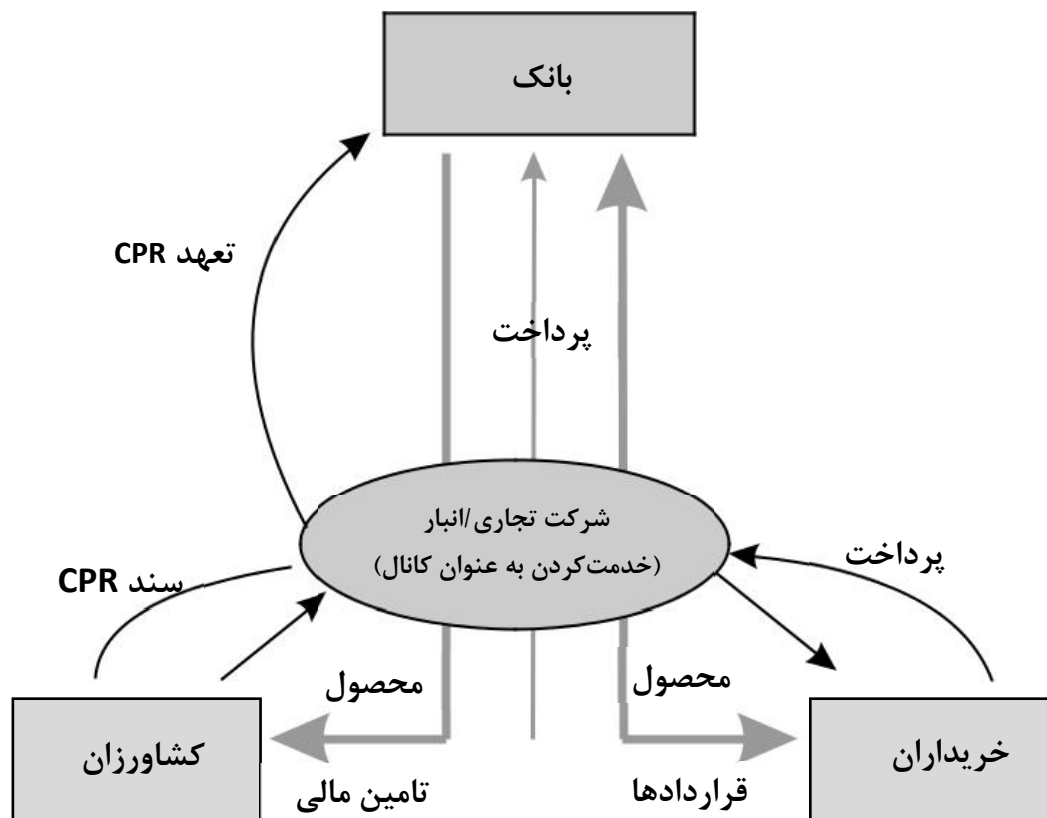 بانک
تعهد CPR
پرداخت
شرکت تجاری/انبار
(خدمت‌کردن به عنوان کانال)
پرداخت
سند CPR
محصول
محصول
خریداران
کشاورزان
قراردادها
تامین مالی